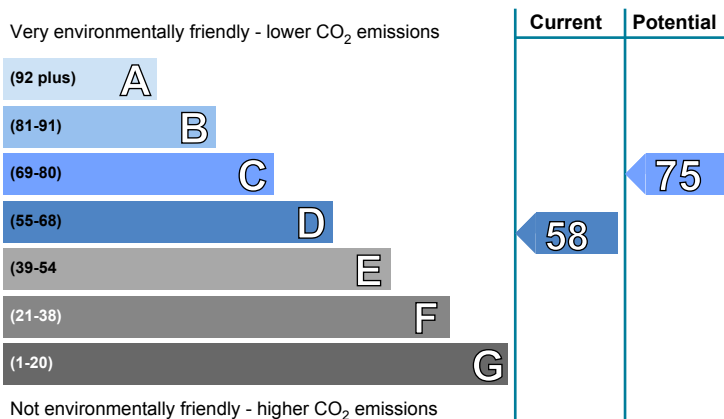 Current Potential
Very environmentally friendly - lower CO2 emissions
(92 plus) A
(81-91) B
(69-80) C
75
(55-68) D
58
(39-54 E
(21-38) F
(1-20) G
Not environmentally friendly - higher CO2 emissions